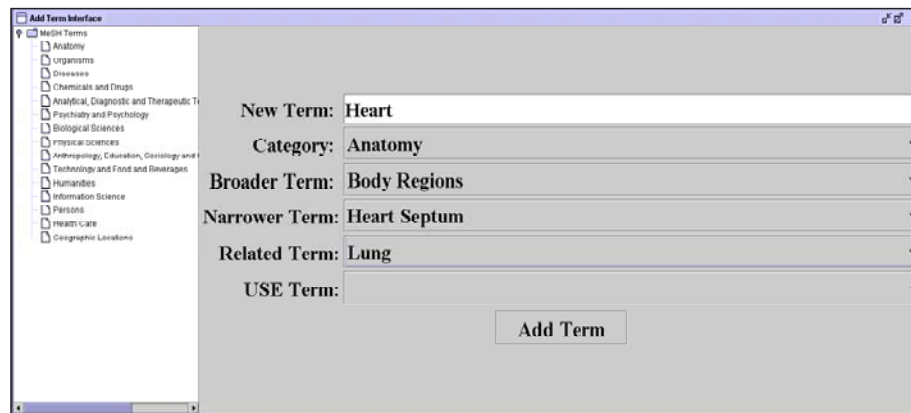 Add Term Interface
MeSH Terms
Anatomy
Organisms
Diseases
Chemicals and Drugs
Analytical, Diagnostic and Therapeutic T
Psychiatry and Psychology
Biological Sciences
Physical Sciences
Anthropology, Education, Sociology and
Technology and Food and Beverages
Humanities
Information Science
Persons
Health Care
Geographic Locations
New Term: Heart
Category: Anatomy
Broader Term: Body Regions
Narrower Term: Heart Septum
Related Term: Lung
USE Term:
Add Term